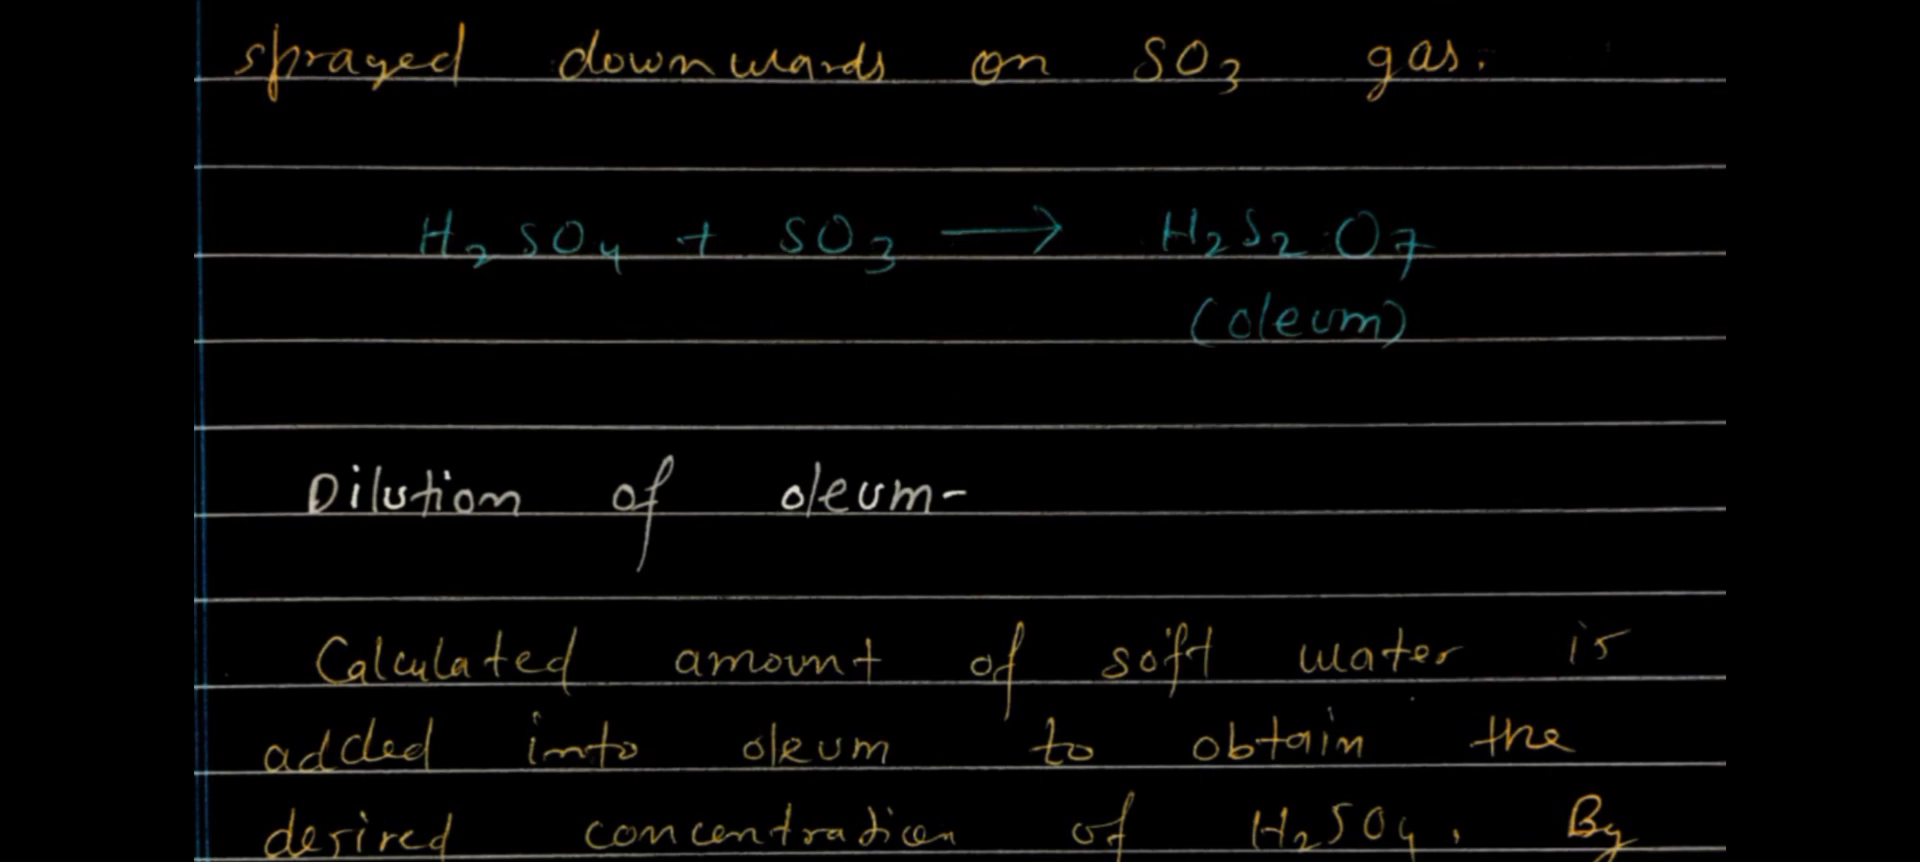 sprayed downwards on SO3 gas.
H2SO4 + SO3 → H2S2O7
(oleum)
Dilution of oleum-
Calculated amount of soft water is
added into oleum to obtain the
desired concentration of H2SO4. By